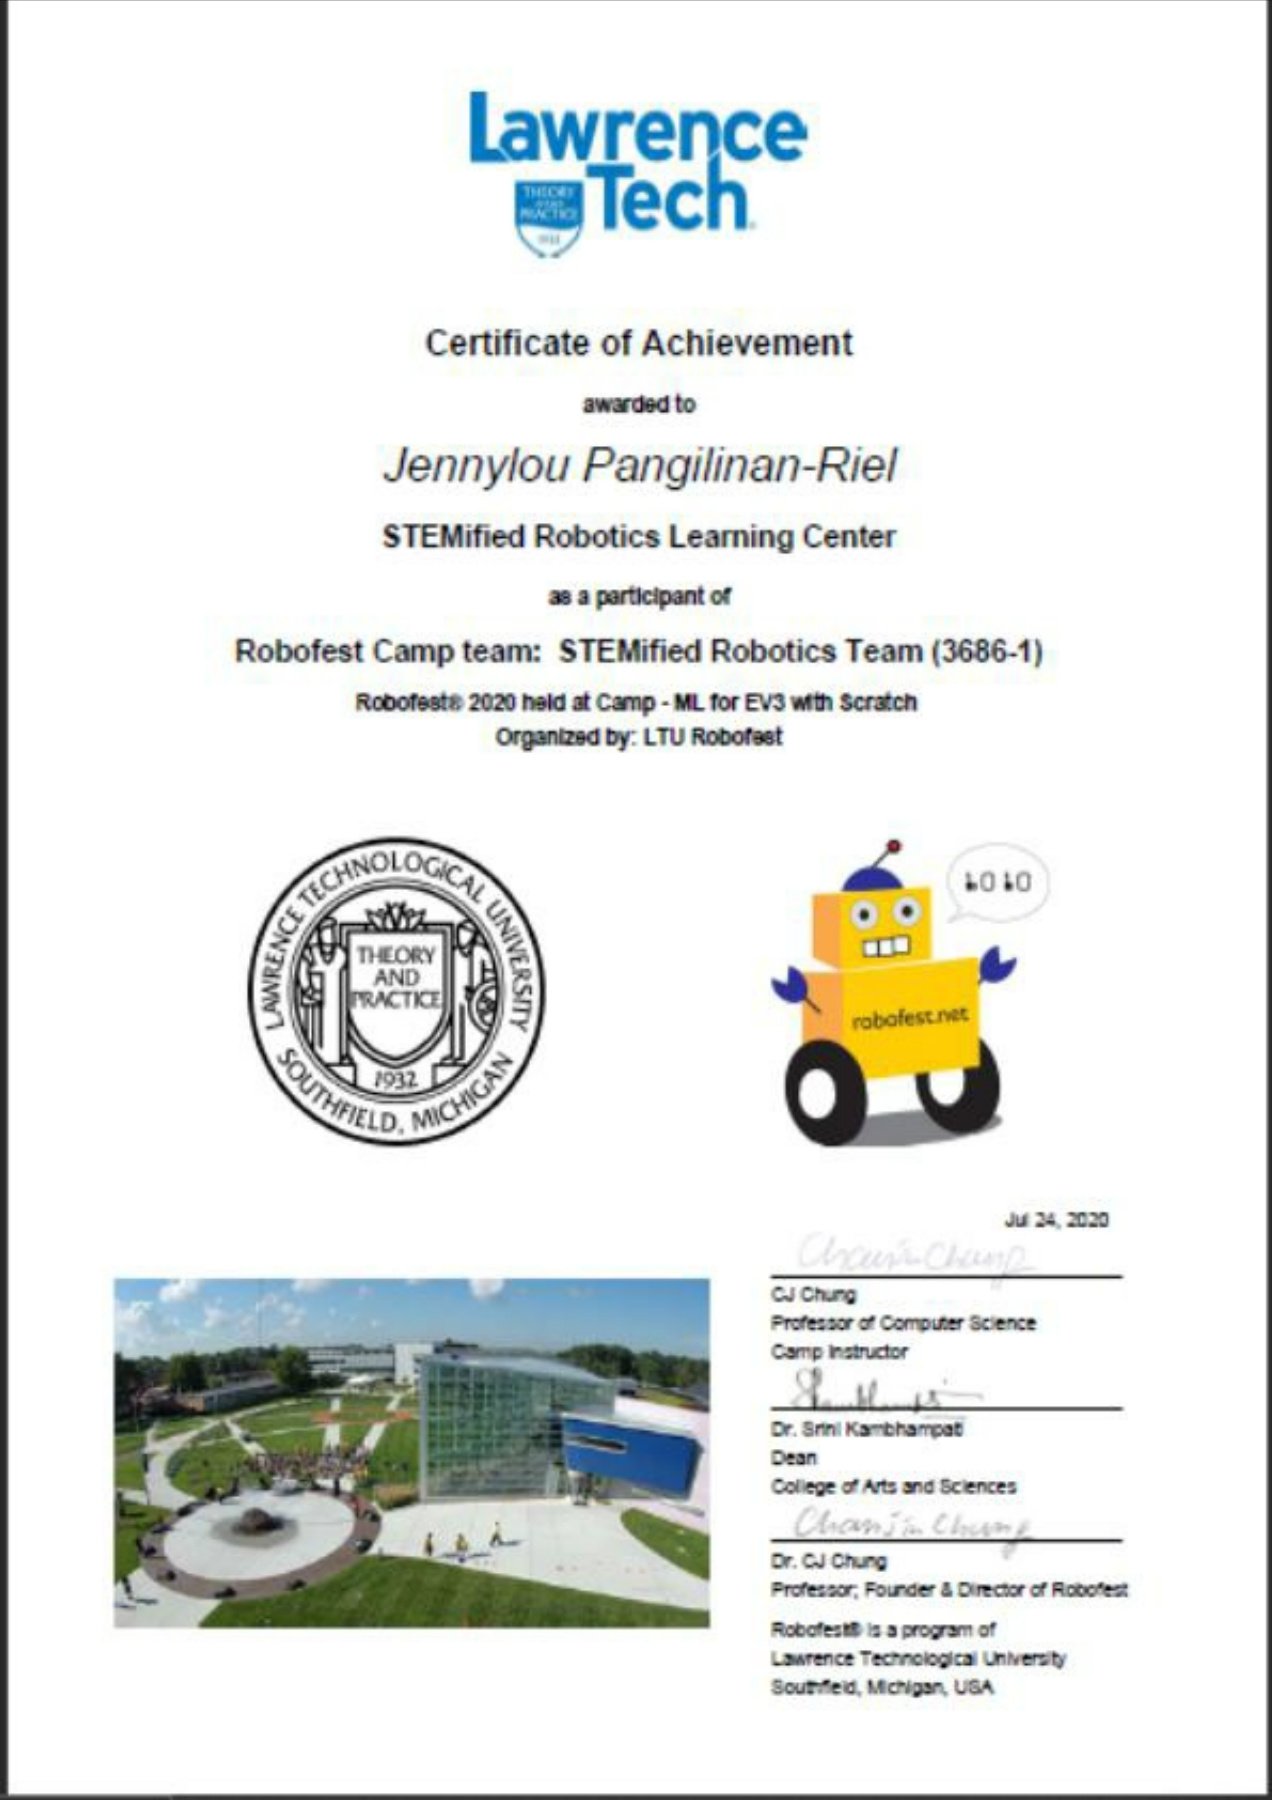 Lawrence
Tech
THEORY
AND
PRACTICE
1932
Certificate of Achievement
awarded to
Jennylou Pangilinan-Riel
STEMified Robotics Learning Center
as a participant of
Robofest Camp team: STEMified Robotics Team (3686-1)
Robofest® 2020 held at Camp - ML for EV3 with Scratch
Organized by: LTU Robofest
LAWRENCE TECHNOLOGICAL UNIVERSITY
THEORY
AND
PRACTICE
1932
SOUTHFIELD, MICHIGAN
1010
robofest.net
Jul 24, 2020
Chanjin Chung
CJ Chung
Professor of Computer Science
Camp Instructor
Dr. Srini Kambhampati
Dean
College of Arts and Sciences
Chanjin Chung
Dr. CJ Chung
Professor; Founder & Director of Robofest
Robofest® is a program of
Lawrence Technological University
Southfield, Michigan, USA